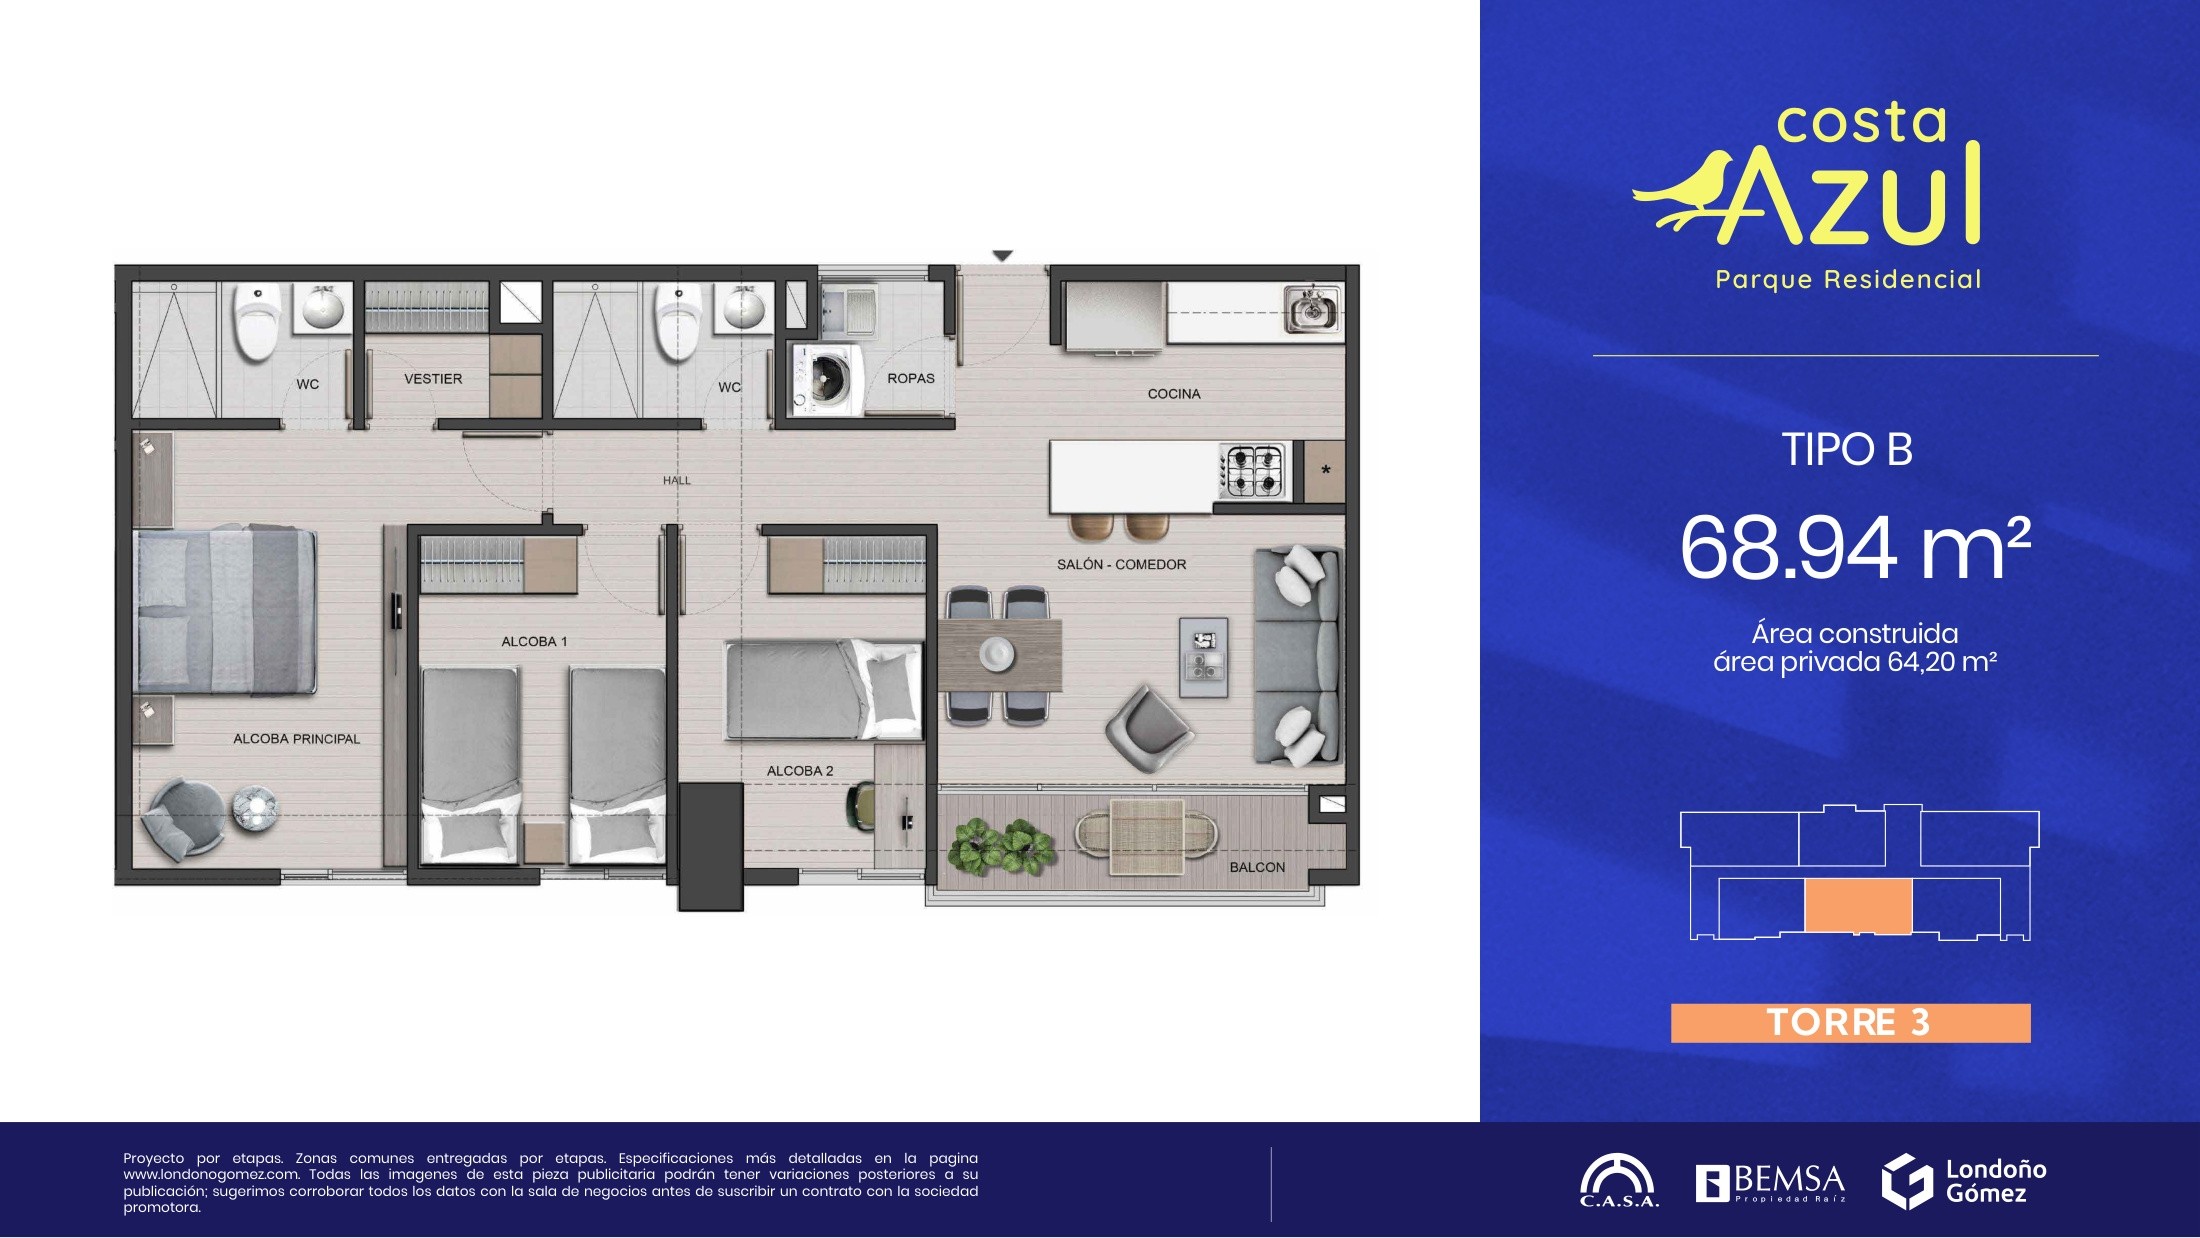 costa
Azul
Parque Residencial
TIPO B
68.94 m²
Área construida
área privada 64,20 m²
TORRE 3
WC
VESTIER
WC
ROPAS
COCINA
HALL
*
SALÓN - COMEDOR
ALCOBA 1
ALCOBA PRINCIPAL
ALCOBA 2
BALCON
Proyecto por etapas. Zonas comunes entregadas por etapas. Especificaciones más detalladas en la pagina
www.londonogomez.com. Todas las imagenes de esta pieza publicitaria podrán tener variaciones posteriores a su
publicación; sugerimos corroborar todos los datos con la sala de negocios antes de suscribir un contrato con la sociedad
promotora.
C.A.S.A.
BEMSA
Propiedad Raíz
Londoño
Gómez